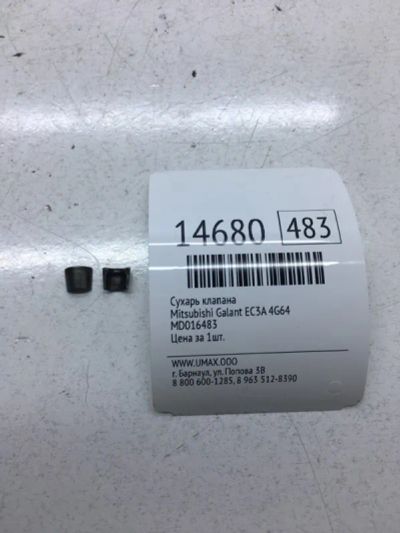 14680 483
Сухарь клапана
Mitsubishi Galant EC3A 4G64
MD016483
Цена за 1шт.
WWW.UMAX.OOO
г. Барнаул, ул. Попова 3В
8 800 600-1285, 8 963 512-8390